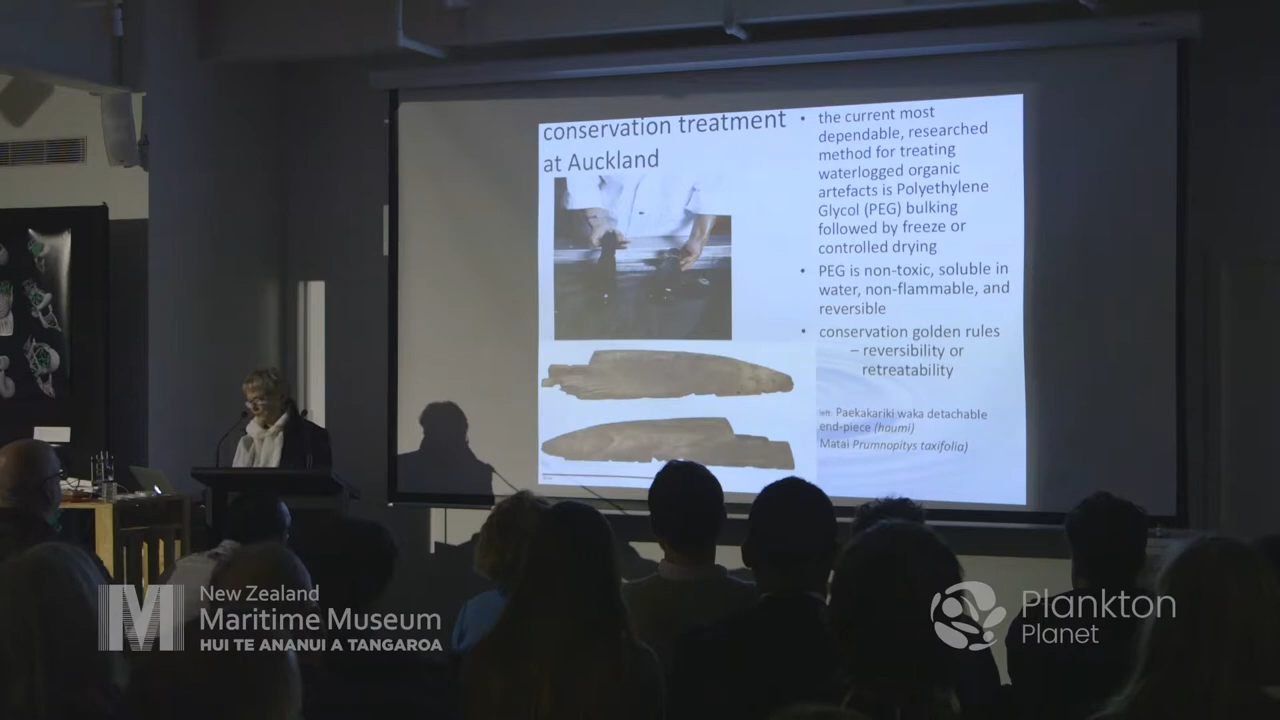 conservation treatment
at Auckland
• the current most
dependable, researched
method for treating
waterlogged organic
artefacts is Polyethylene
Glycol (PEG) bulking
followed by freeze or
controlled drying
• PEG is non-toxic, soluble in
water, non-flammable, and
reversible
• conservation golden rules
– reversibility or
retreatability
left: Paekakariki waka detachable
end-piece (haumi)
Matai Prumnopitys taxifolia)
New Zealand
Maritime Museum
HUI TE ANANUI A TANGAROA
Plankton
Planet